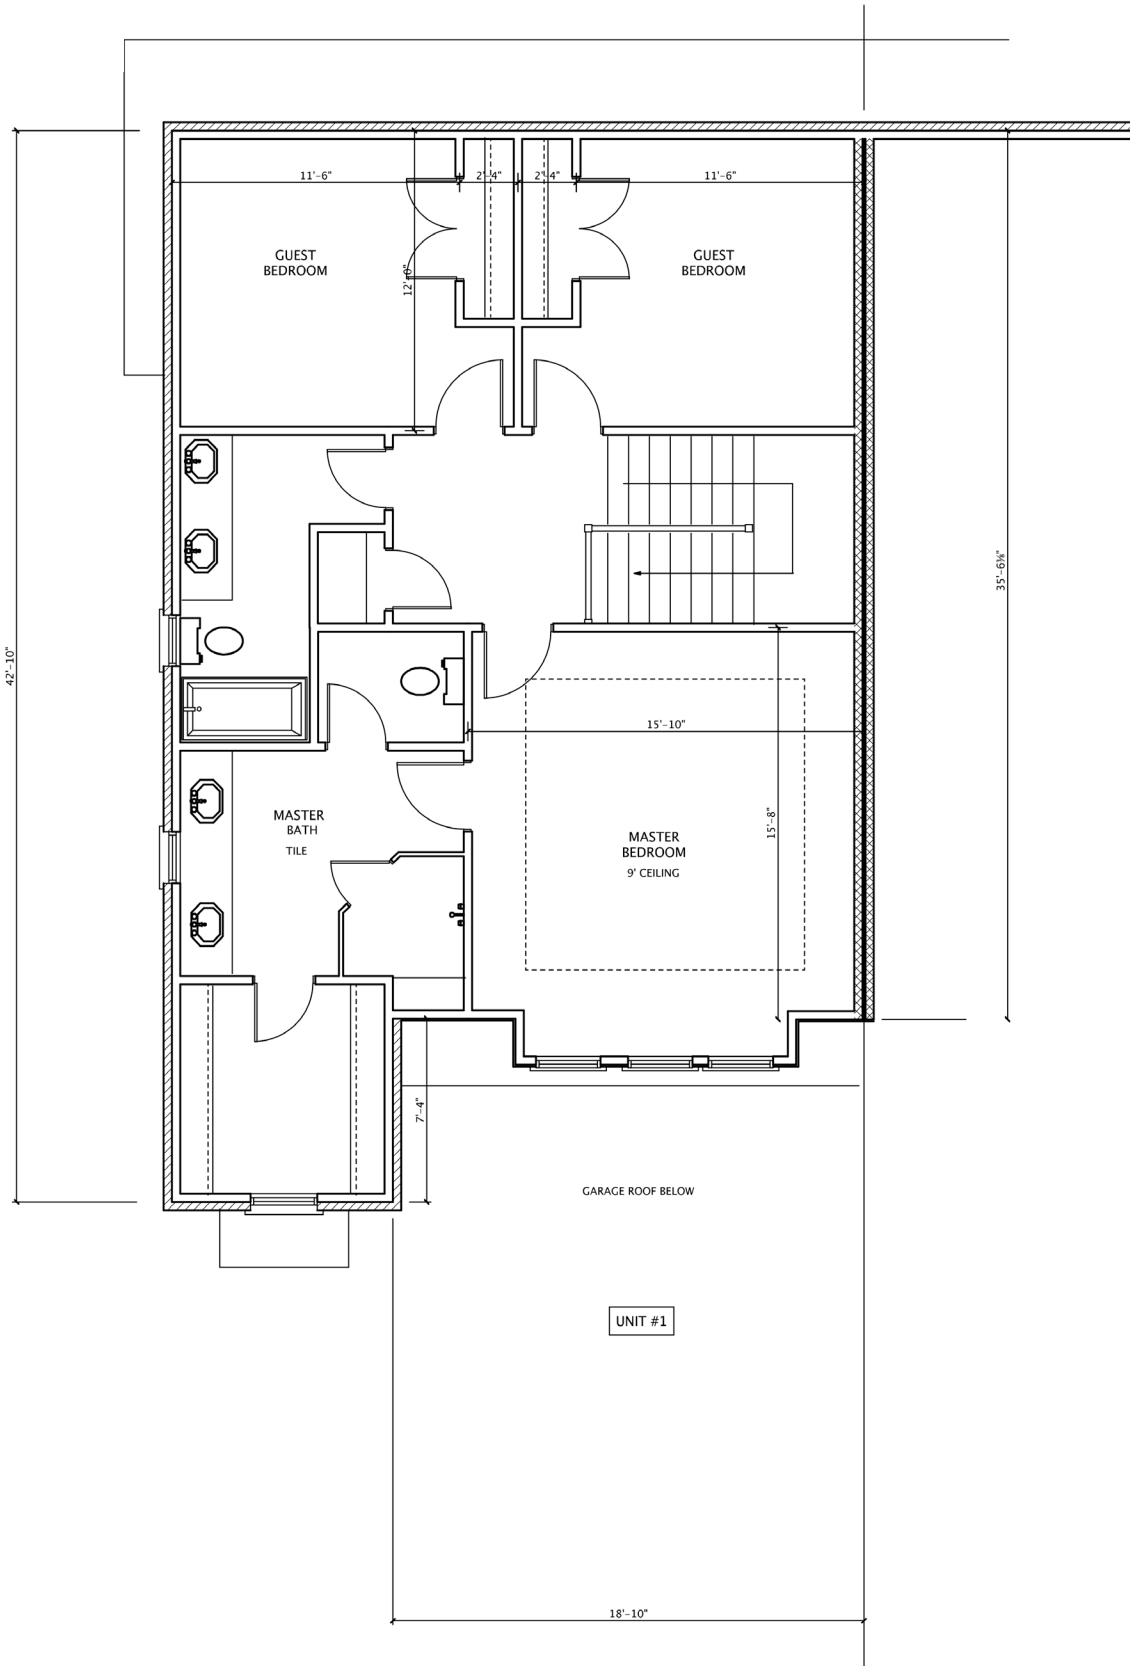 11'-6"
2'-4"
2'-4"
11'-6"
GUEST
BEDROOM
GUEST
BEDROOM
12'-0"
42'-10"
35'-6⅝"
15'-10"
15'-8"
MASTER
BATH
TILE
MASTER
BEDROOM
9' CEILING
7'-4"
GARAGE ROOF BELOW
UNIT #1
18'-10"